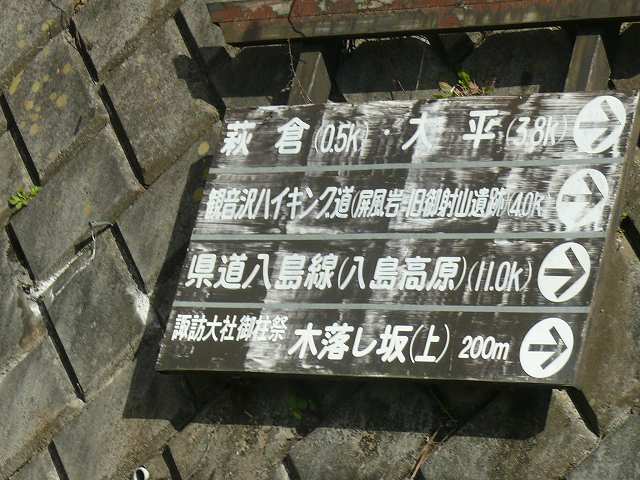 萩倉(0.5K)・大平(3.8K)→
観音沢ハイキング道(屏風岩・旧御射山遺跡)(4.0K)→
県道八島線(八島高原)(11.0K)→
諏訪大社御柱祭 木落し坂(上) 200m→